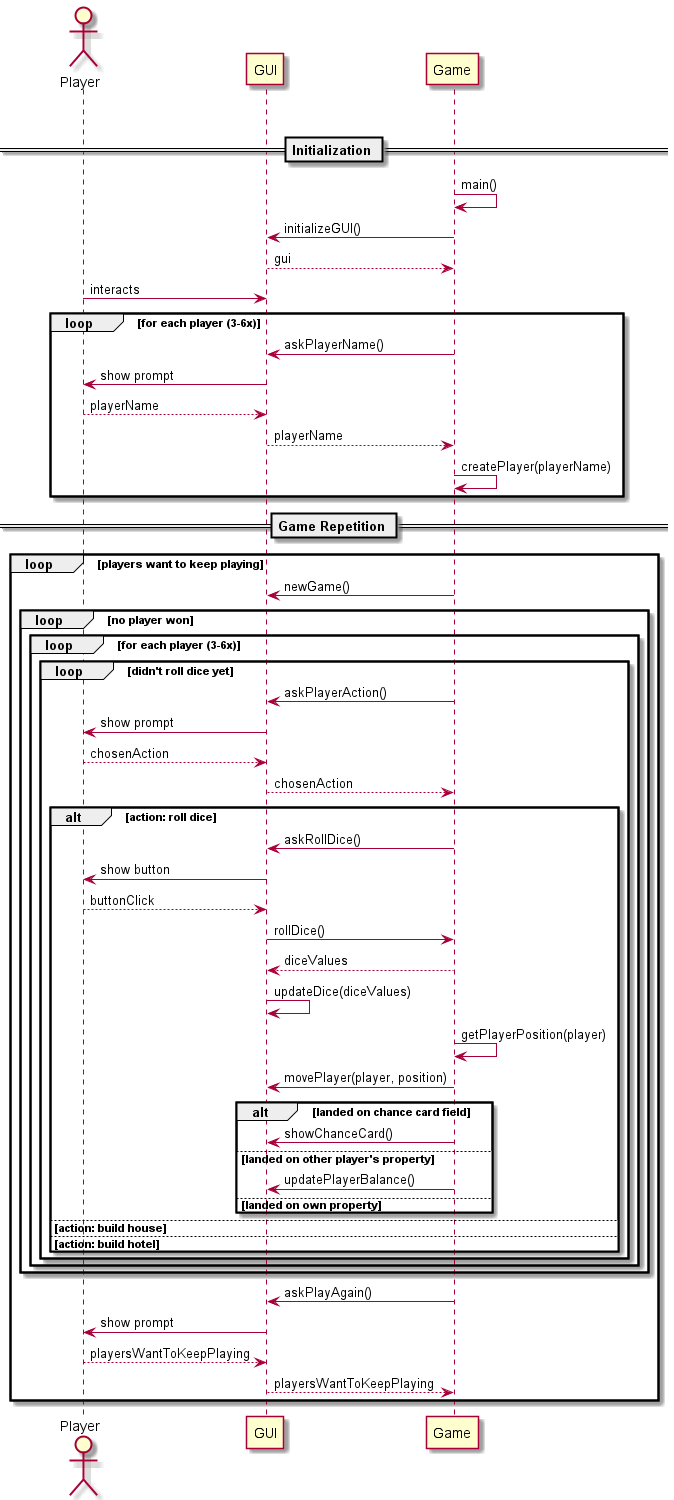 Player
GUI
Game
Initialization
main()
initializeGUI()
gui
interacts
loop [for each player (3-6x)]
askPlayerName()
show prompt
playerName
playerName
createPlayer(playerName)
Game Repetition
loop [players want to keep playing]
newGame()
loop [no player won]
loop [for each player (3-6x)]
loop [didn't roll dice yet]
askPlayerAction()
show prompt
chosenAction
chosenAction
alt [action: roll dice]
askRollDice()
show button
buttonClick
rollDice()
diceValues
updateDice(diceValues)
getPlayerPosition(player)
movePlayer(player, position)
alt [landed on chance card field]
showChanceCard()
[landed on other player's property]
updatePlayerBalance()
[landed on own property]
[action: build house]
[action: build hotel]
askPlayAgain()
show prompt
playersWantToKeepPlaying
playersWantToKeepPlaying
Player
GUI
Game